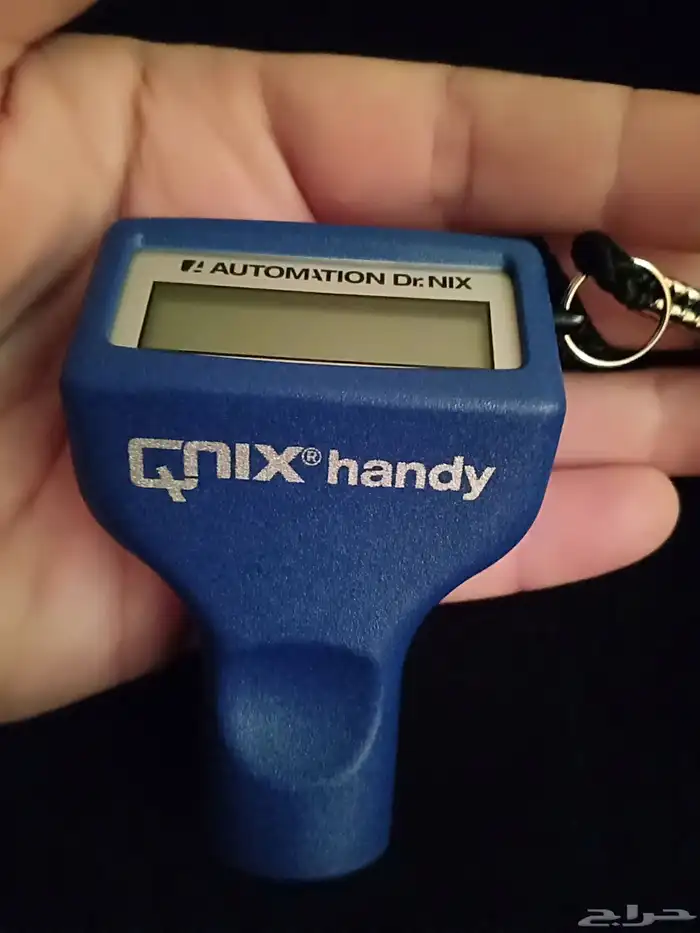 AUTOMATION Dr. NIX
QNIX® handy
حراج